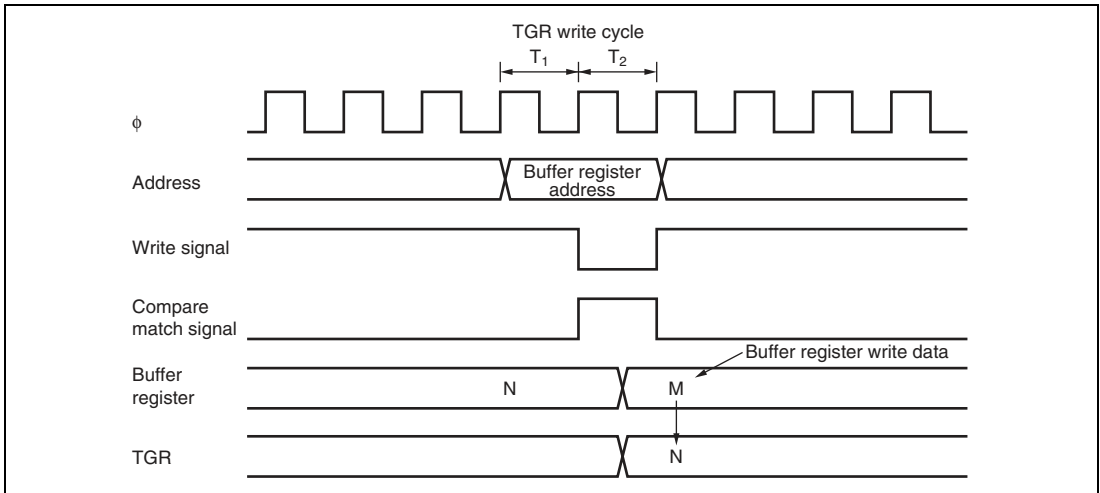 TGR write cycle
T₁ T₂
ϕ
Address
Buffer register
address
Write signal
Compare
match signal
Buffer register write data
Buffer
register
N M
TGR
N